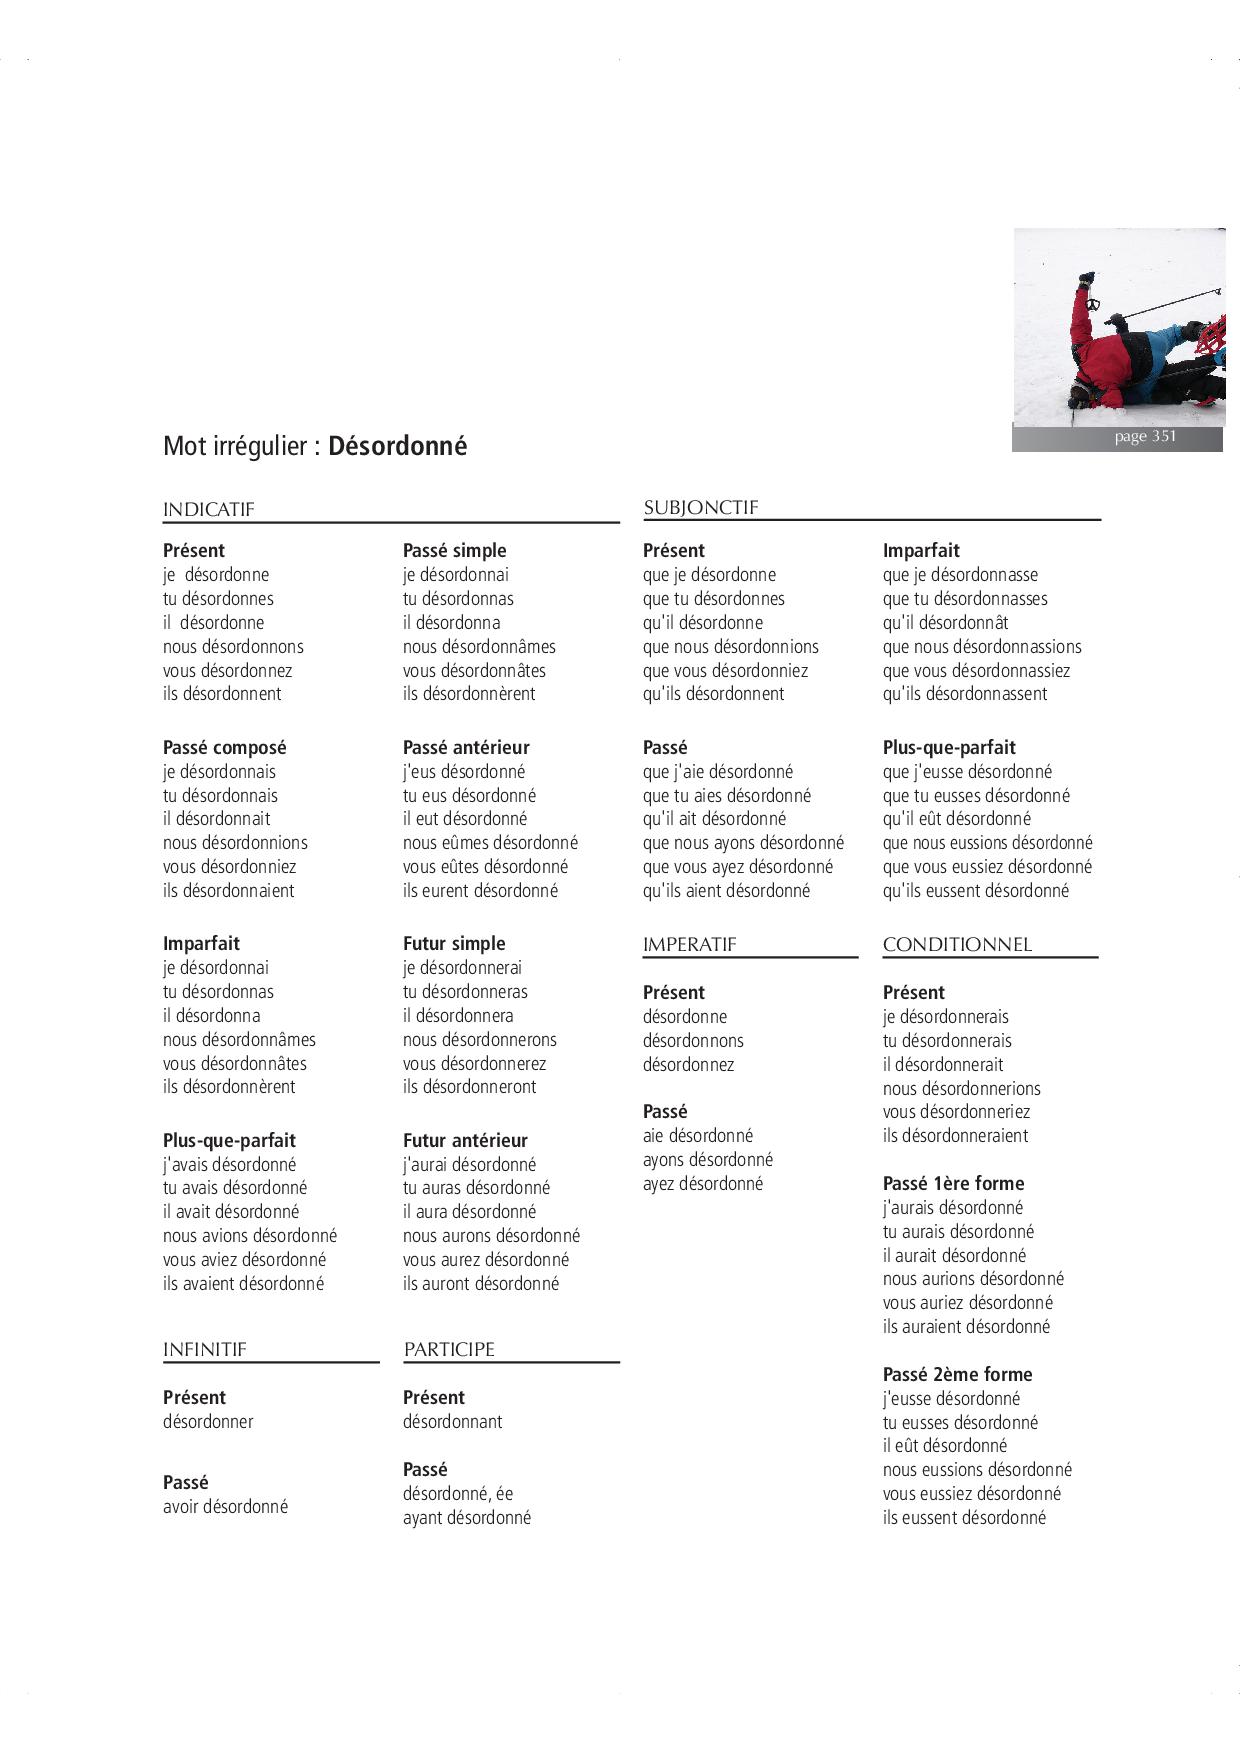 page 351
Mot irrégulier : Désordonné
INDICATIF
Présent
je désordonne
tu désordonnes
il désordonne
nous désordonnons
vous désordonnez
ils désordonnent
Passé composé
je désordonnais
tu désordonnais
il désordonnait
nous désordonnions
vous désordonniez
ils désordonnaient
Imparfait
je désordonnai
tu désordonnas
il désordonna
nous désordonnâmes
vous désordonnâtes
ils désordonnèrent
Plus-que-parfait
j'avais désordonné
tu avais désordonné
il avait désordonné
nous avions désordonné
vous aviez désordonné
ils avaient désordonné
Passé simple
je désordonnai
tu désordonnas
il désordonna
nous désordonnâmes
vous désordonnâtes
ils désordonnèrent
Passé antérieur
j'eus désordonné
tu eus désordonné
il eut désordonné
nous eûmes désordonné
vous eûtes désordonné
ils eurent désordonné
Futur simple
je désordonnerai
tu désordonneras
il désordonnera
nous désordonnerons
vous désordonnerez
ils désordonneront
Futur antérieur
j'aurai désordonné
tu auras désordonné
il aura désordonné
nous aurons désordonné
vous aurez désordonné
ils auront désordonné
INFINITIF
Présent
désordonner
Passé
avoir désordonné
PARTICIPE
Présent
désordonnant
Passé
désordonné, ée
ayant désordonné
SUBJONCTIF
Présent
que je désordonne
que tu désordonnes
qu'il désordonne
que nous désordonnions
que vous désordonniez
qu'ils désordonnent
Passé
que j'aie désordonné
que tu aies désordonné
qu'il ait désordonné
que nous ayons désordonné
que vous ayez désordonné
qu'ils aient désordonné
Imparfait
que je désordonnasse
que tu désordonnasses
qu'il désordonnât
que nous désordonnassions
que vous désordonnassiez
qu'ils désordonnassent
Plus-que-parfait
que j'eusse désordonné
que tu eusses désordonné
qu'il eût désordonné
que nous eussions désordonné
que vous eussiez désordonné
qu'ils eussent désordonné
IMPERATIF
Présent
désordonne
désordonnons
désordonnez
Passé
aie désordonné
ayons désordonné
ayez désordonné
CONDITIONNEL
Présent
je désordonnerais
tu désordonnerais
il désordonnerait
nous désordonnerions
vous désordonneriez
ils désordonneraient
Passé 1ère forme
j'aurais désordonné
tu aurais désordonné
il aurait désordonné
nous aurions désordonné
vous auriez désordonné
ils auraient désordonné
Passé 2ème forme
j'eusse désordonné
tu eusses désordonné
il eût désordonné
nous eussions désordonné
vous eussiez désordonné
ils eussent désordonné